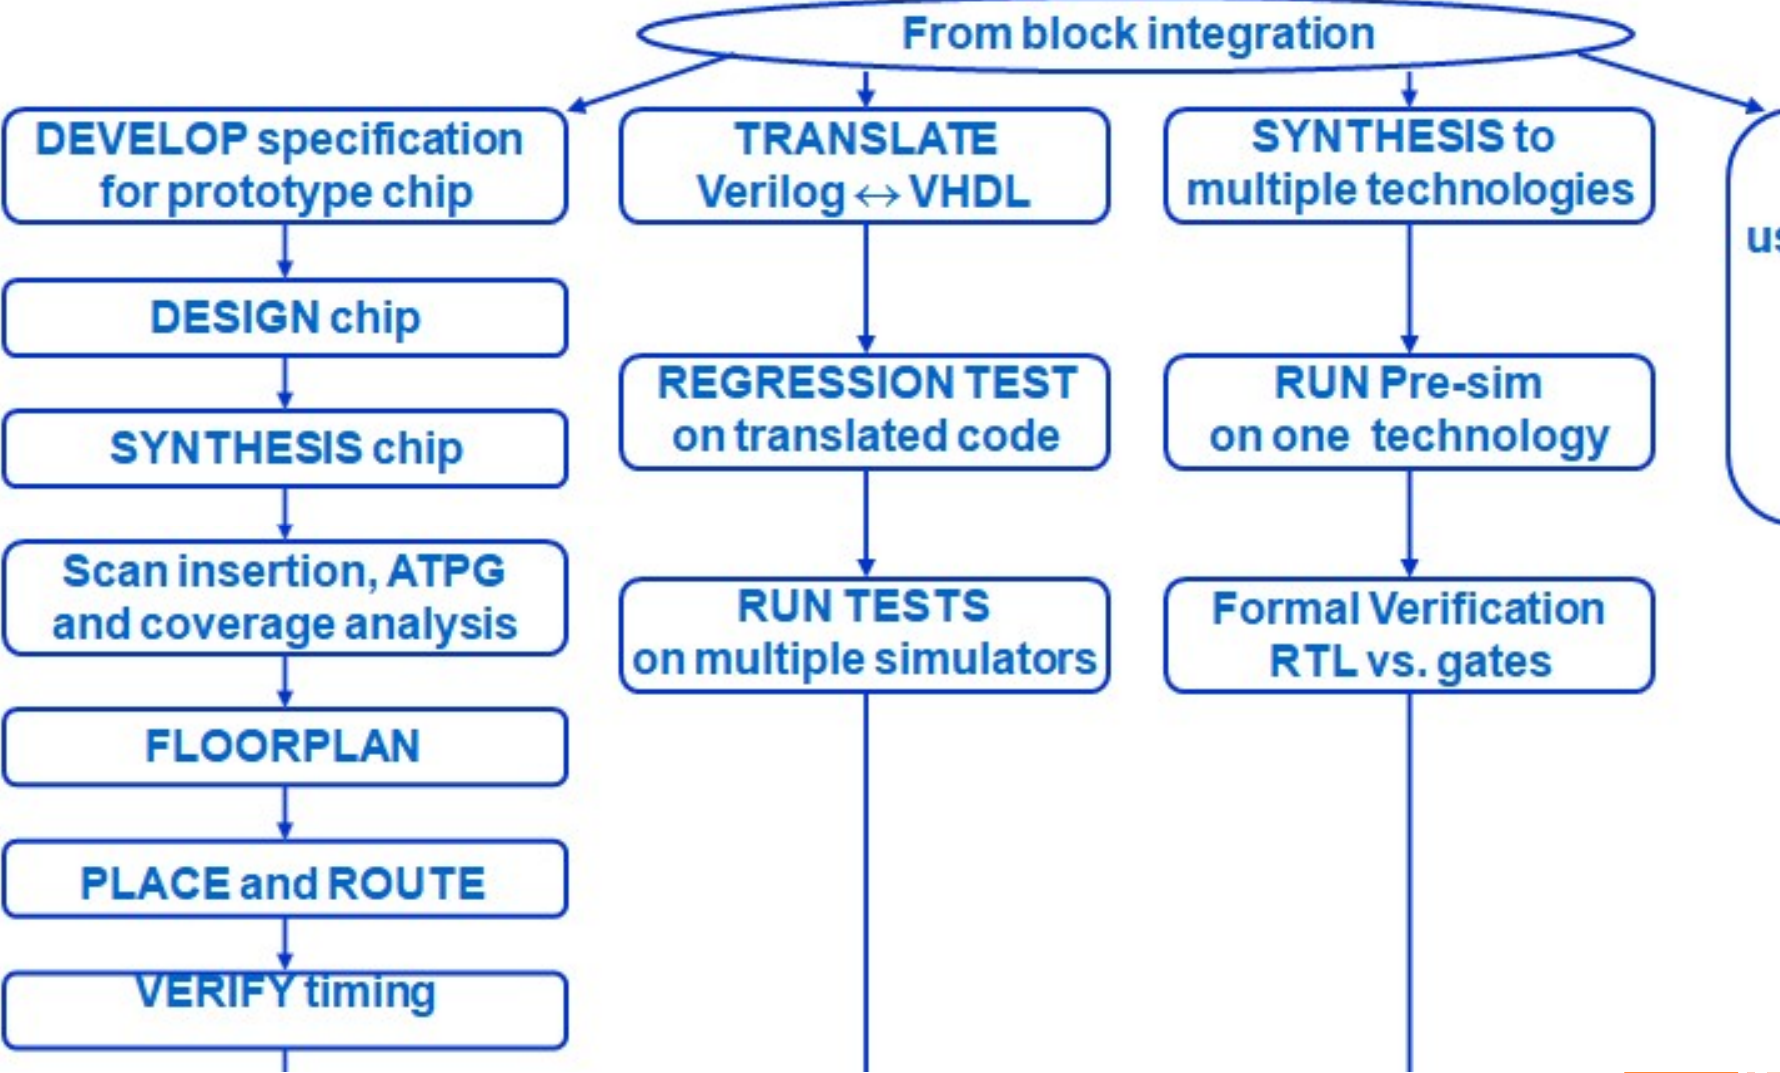 From block integration
DEVELOP specification
for prototype chip
DESIGN chip
SYNTHESIS chip
Scan insertion, ATPG
and coverage analysis
FLOORPLAN
PLACE and ROUTE
VERIFY timing
TRANSLATE
Verilog ↔ VHDL
REGRESSION TEST
on translated code
RUN TESTS
on multiple simulators
SYNTHESIS to
multiple technologies
RUN Pre-sim
on one technology
Formal Verification
RTL vs. gates